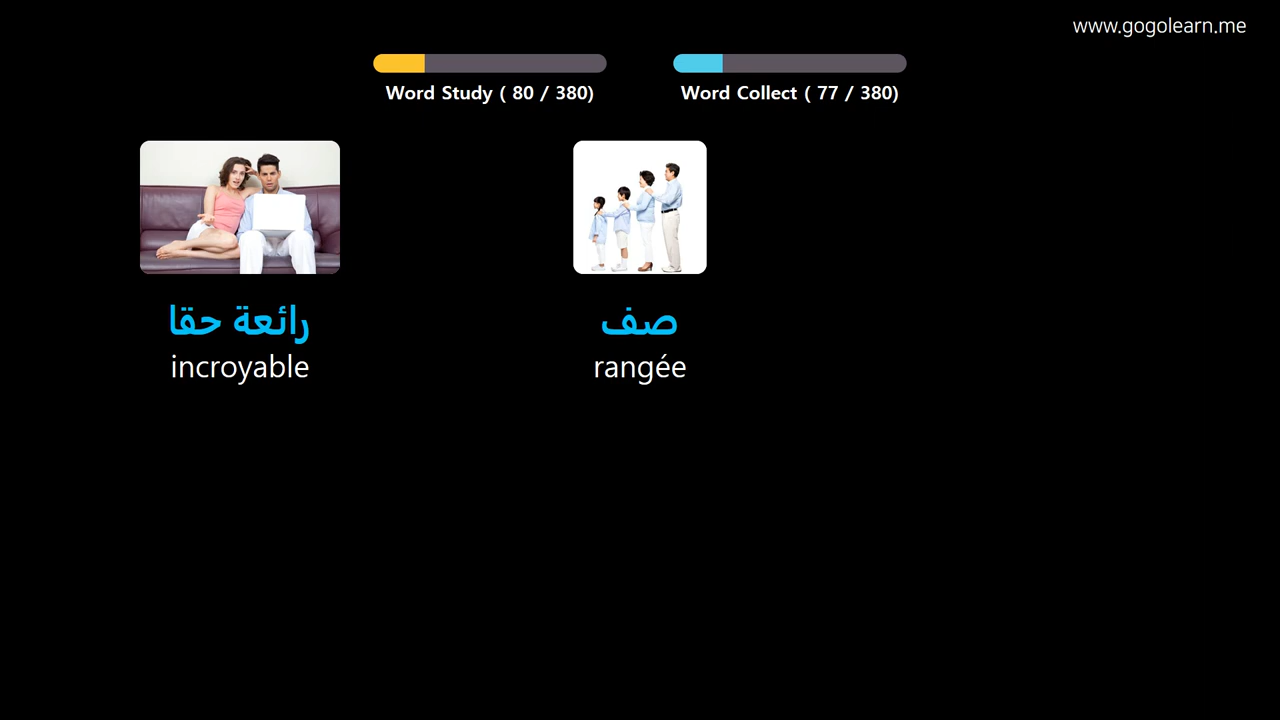 www.gogolearn.me
Word Study ( 80 / 380)
Word Collect ( 77 / 380)
رائعة حقا
incroyable
صف
rangée